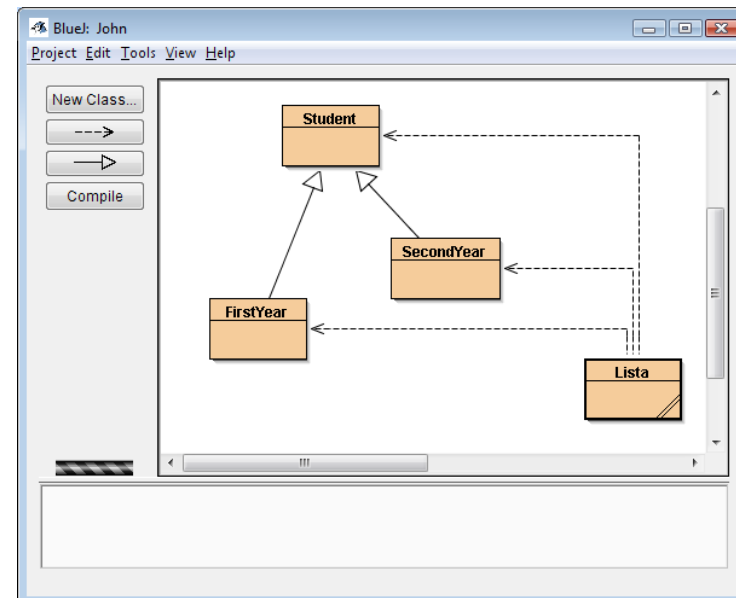 BlueJ: John
Project Edit Tools View Help
New Class...
Compile
Student
SecondYear
FirstYear
Lista